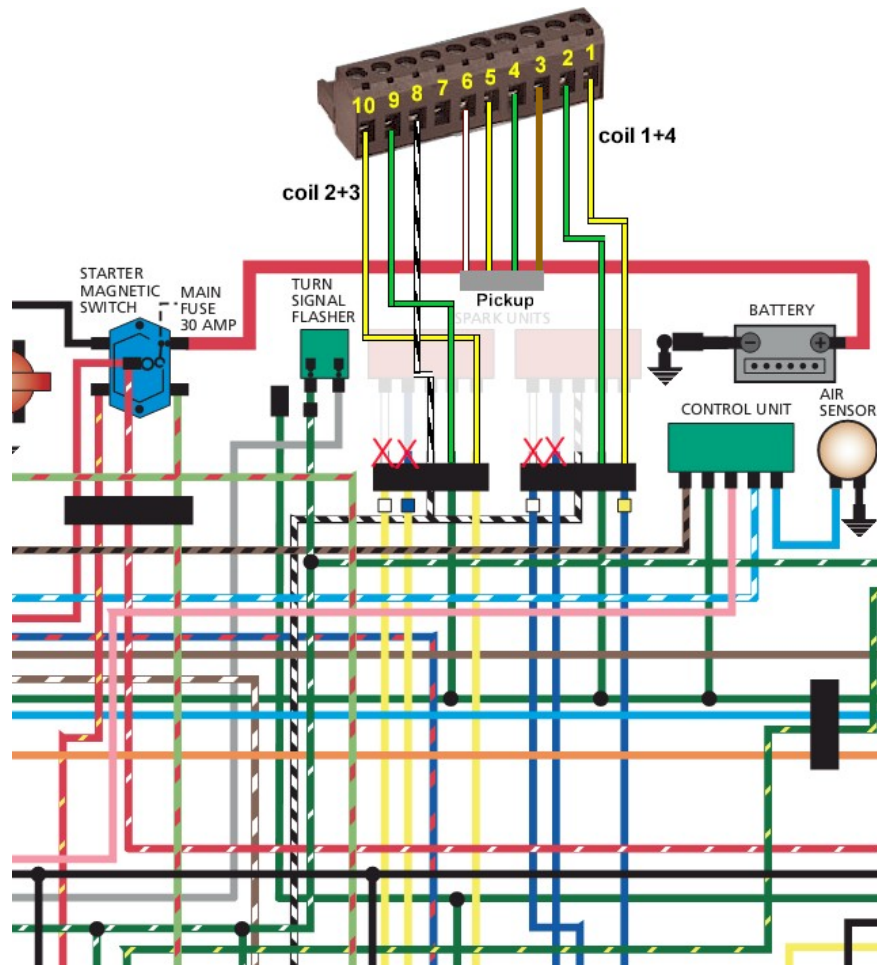 10 9 8 7 6 5 4 3 2 1
coil 1+4
coil 2+3
STARTER
MAGNETIC
SWITCH
MAIN
FUSE
30 AMP
TURN
SIGNAL
FLASHER
Pickup
SPARK UNITS
BATTERY
CONTROL UNIT
AIR
SENSOR